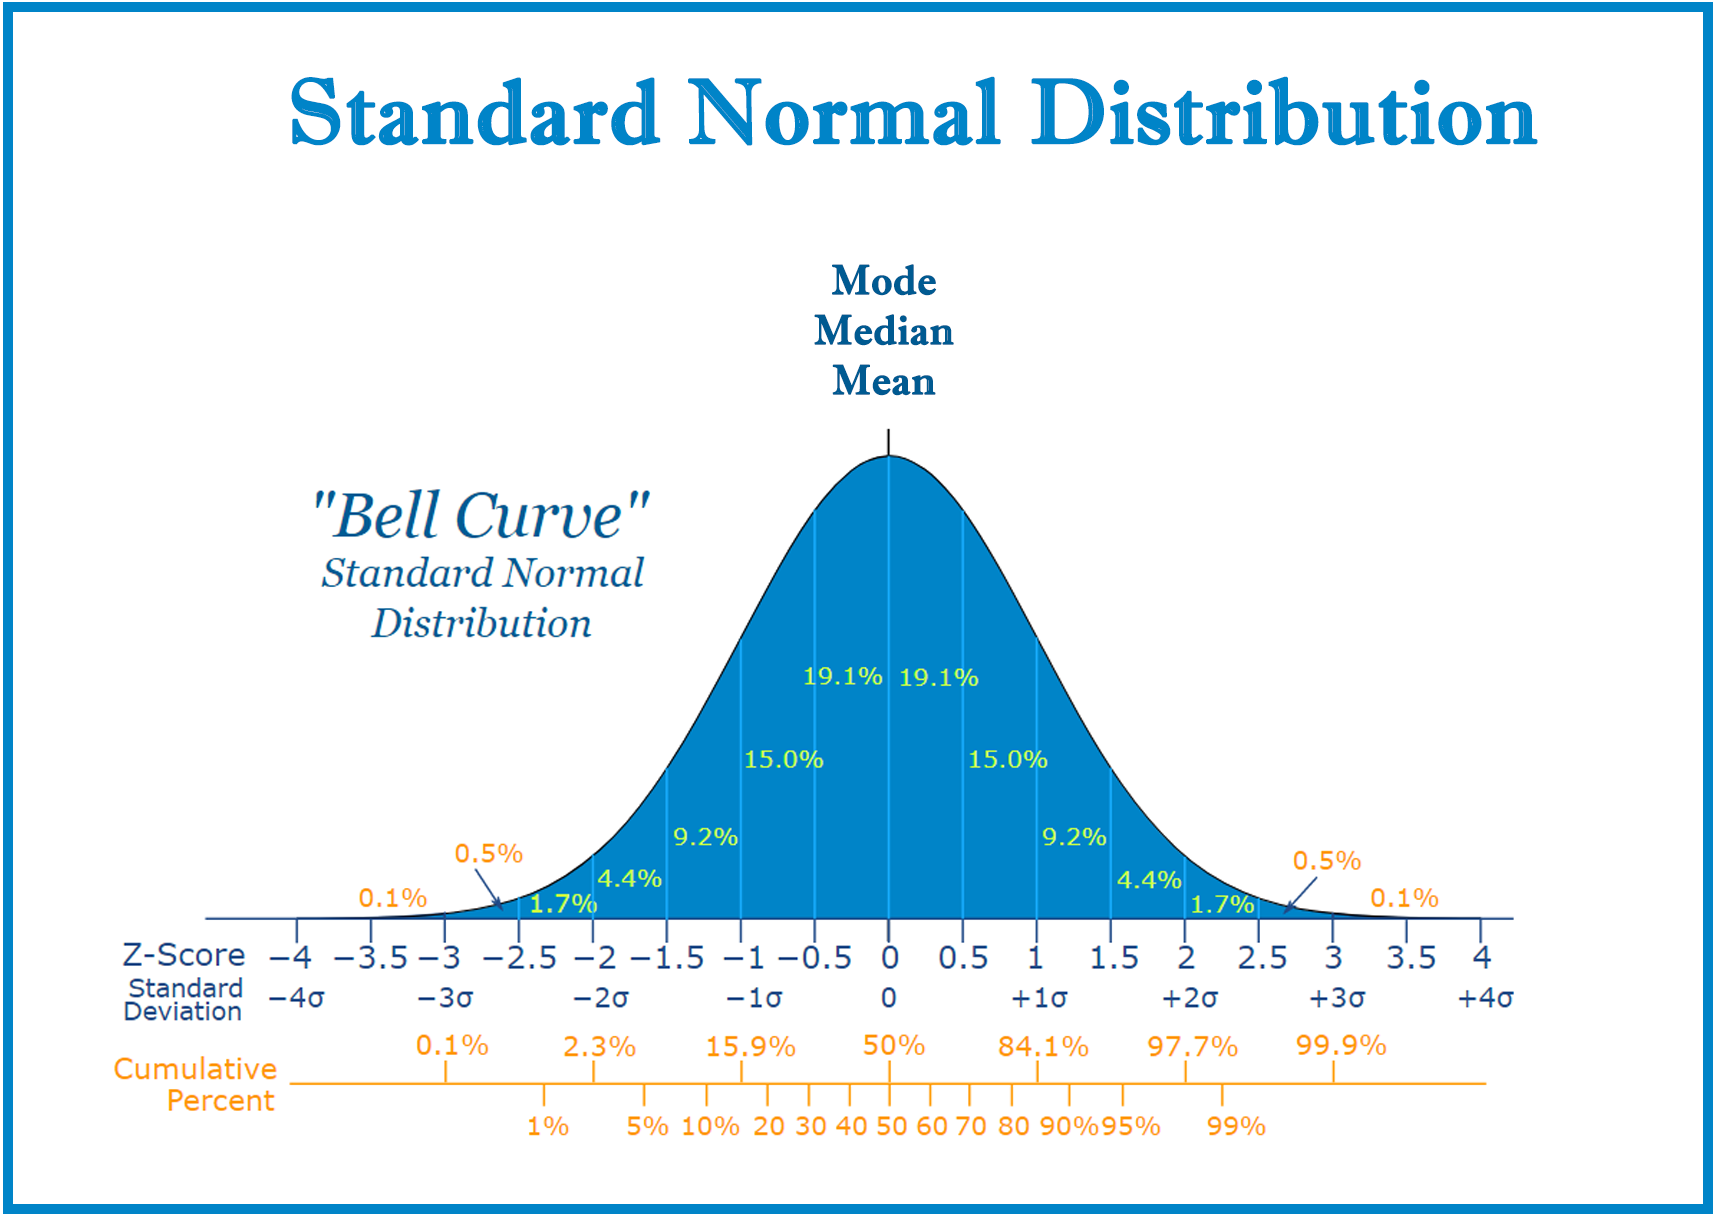 Standard Normal Distribution
Mode
Median
Mean
"Bell Curve"
Standard Normal
Distribution
19.1% 19.1%
15.0% 15.0%
9.2% 9.2%
0.5% 0.5%
4.4% 4.4%
0.1% 1.7% 1.7% 0.1%
Z-Score −4 −3.5 −3 −2.5 −2 −1.5 −1 −0.5 0 0.5 1 1.5 2 2.5 3 3.5 4
Standard
Deviation −4σ −3σ −2σ −1σ 0 +1σ +2σ +3σ +4σ
0.1% 2.3% 15.9% 50% 84.1% 97.7% 99.9%
Cumulative
Percent
1% 5% 10% 20 30 40 50 60 70 80 90% 95% 99%